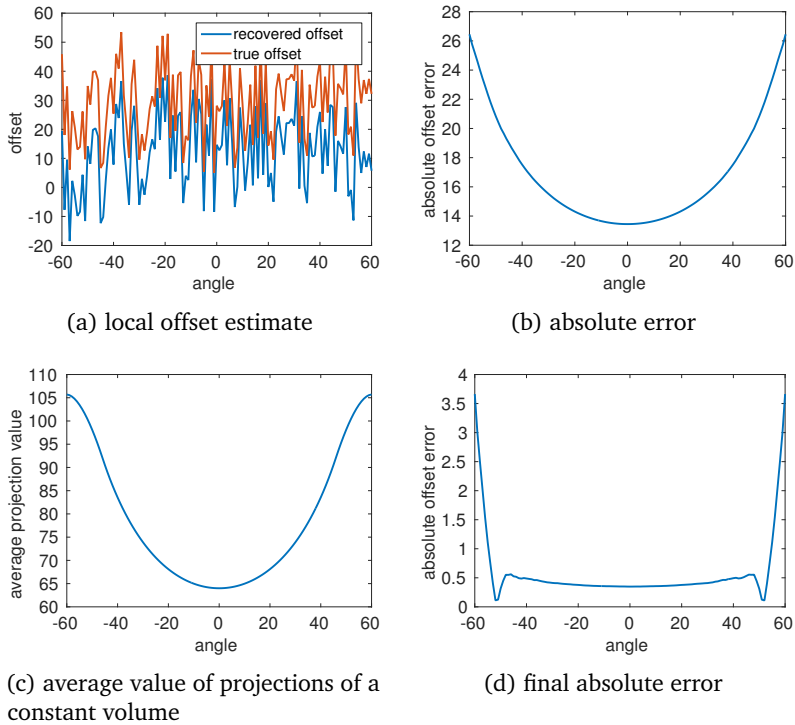 60
50
40
30
20
10
0
-10
-20
offset
recovered offset
true offset
-60 -40 -20 0 20 40 60
angle
(a) local offset estimate
28
26
24
22
20
18
16
14
12
absolute offset error
-60 -40 -20 0 20 40 60
angle
(b) absolute error
110
105
100
95
90
85
80
75
70
65
60
average projection value
-60 -40 -20 0 20 40 60
angle
(c) average value of projections of a
constant volume
4
3.5
3
2.5
2
1.5
1
0.5
0
absolute offset error
-60 -40 -20 0 20 40 60
angle
(d) final absolute error